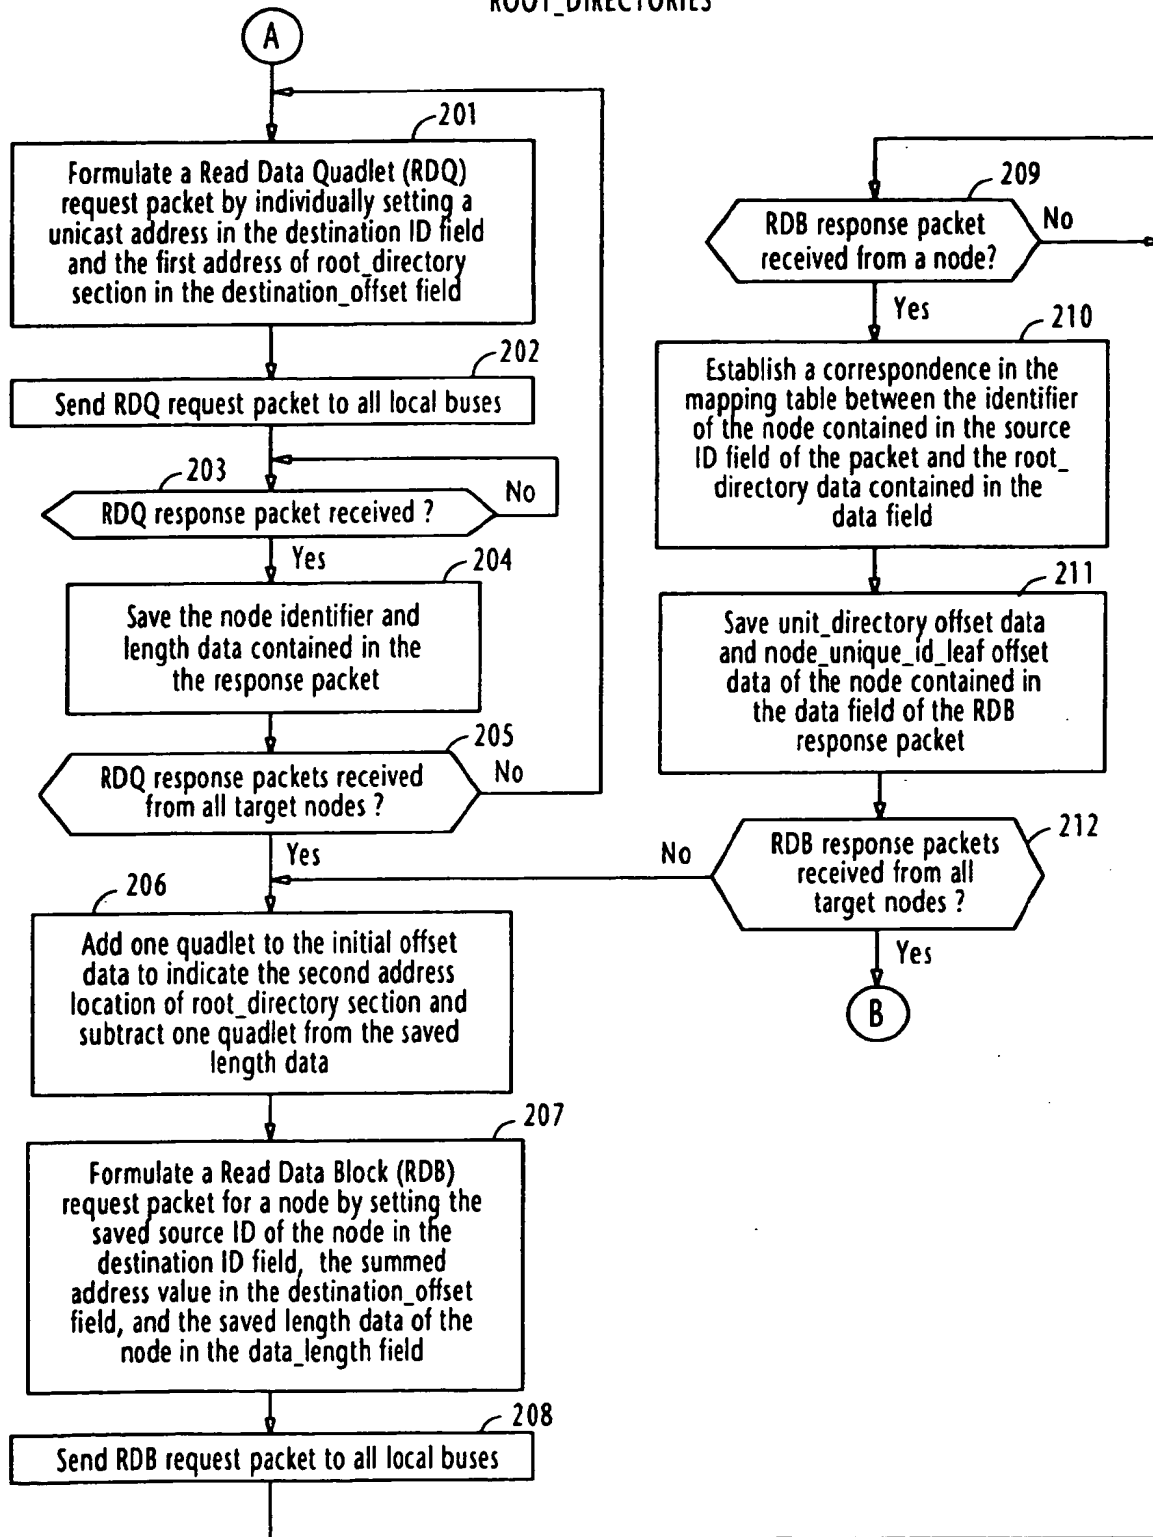 ROOT_DIRECTORIES
A
201
Formulate a Read Data Quadlet (RDQ)
request packet by individually setting a
unicast address in the destination ID field
and the first address of root_directory
section in the destination_offset field
202
Send RDQ request packet to all local buses
203
RDQ response packet received ?
No
Yes
204
Save the node identifier and
length data contained in the
the response packet
205
RDQ response packets received
from all target nodes ?
No
Yes
206
Add one quadlet to the initial offset
data to indicate the second address
location of root_directory section and
subtract one quadlet from the saved
length data
207
Formulate a Read Data Block (RDB)
request packet for a node by setting the
saved source ID of the node in the
destination ID field, the summed
address value in the destination_offset
field, and the saved length data of the
node in the data_length field
208
Send RDB request packet to all local buses
209
RDB response packet
received from a node?
No
Yes
210
Establish a correspondence in the
mapping table between the identifier
of the node contained in the source
ID field of the packet and the root_
directory data contained in the
data field
211
Save unit_directory offset data
and node_unique_id_leaf offset
data of the node contained in
the data field of the RDB
response packet
212
RDB response packets
received from all
target nodes ?
No
Yes
B